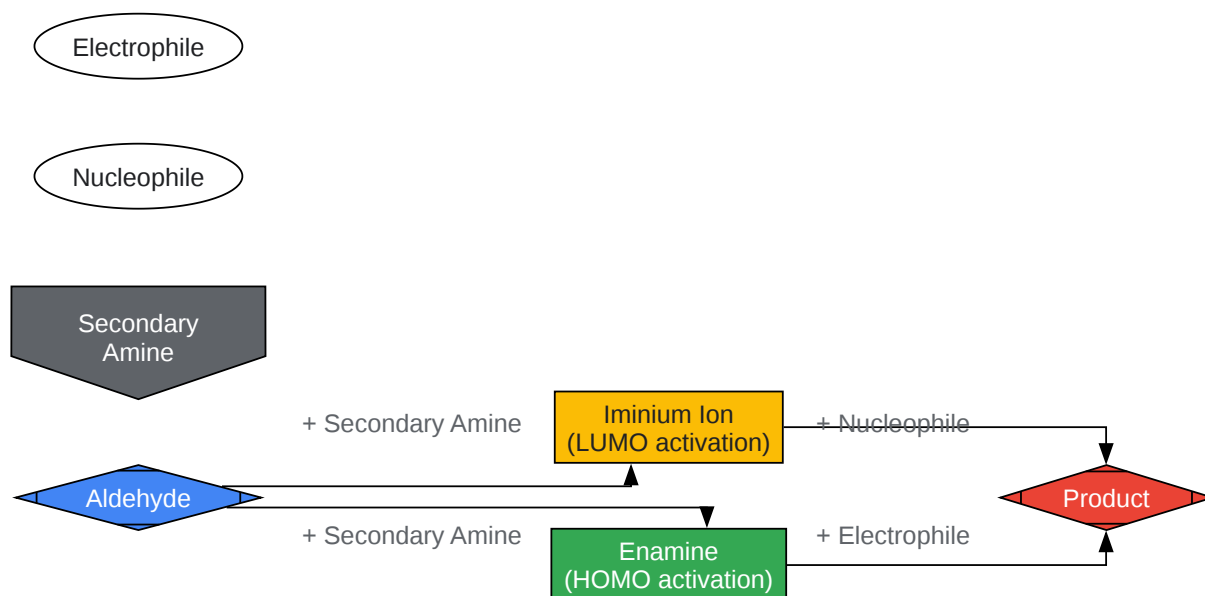 Electrophile
Nucleophile
Secondary
Amine
+ Secondary Amine
Iminium Ion
(LUMO activation)
+ Nucleophile
Aldehyde
Product
+ Secondary Amine
Enamine
(HOMO activation)
+ Electrophile